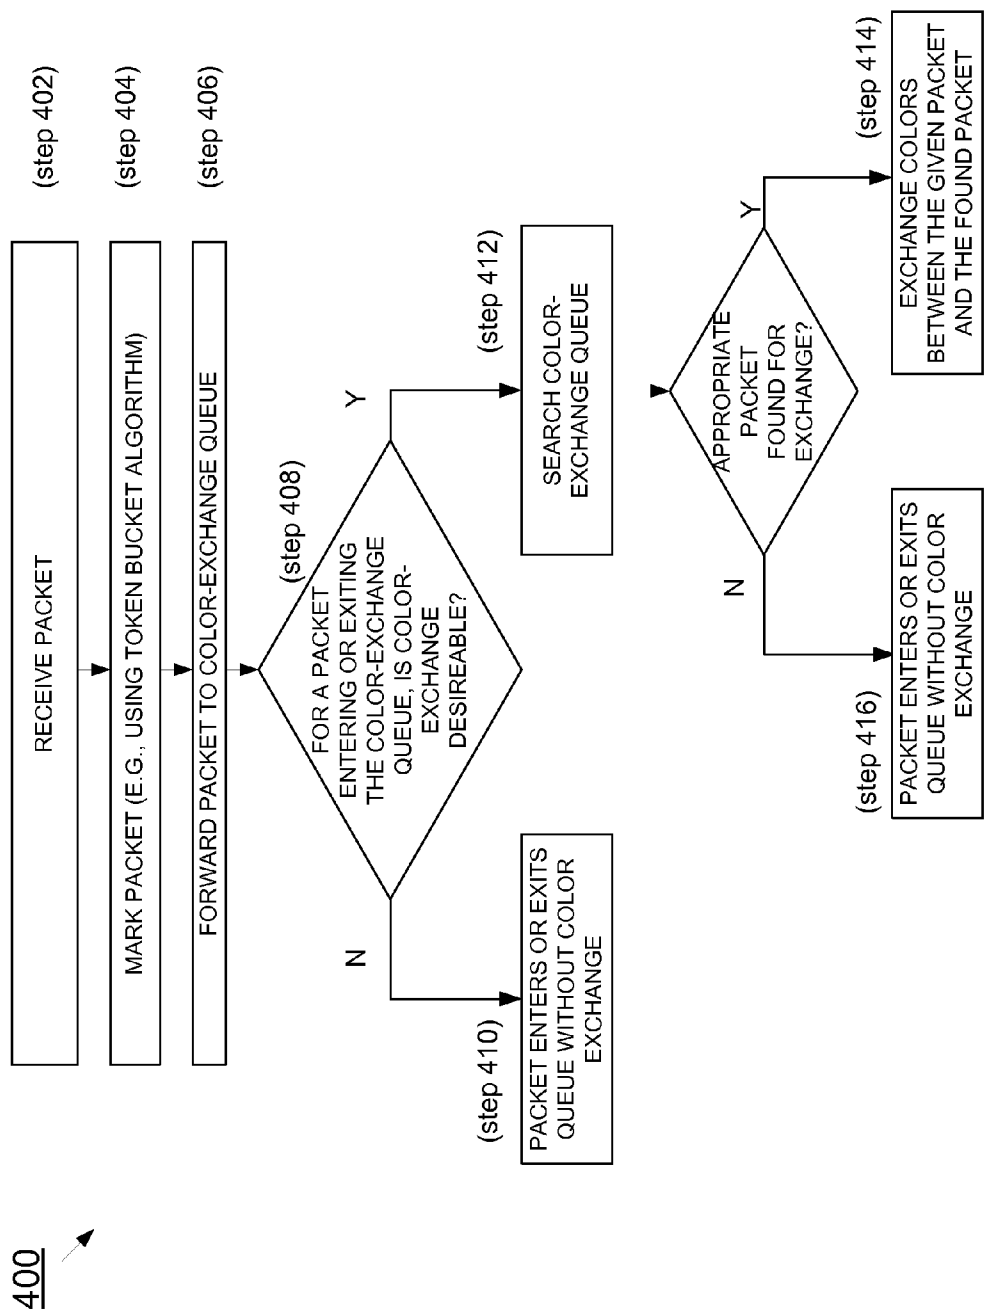 400
RECEIVE PACKET
(step 402)
MARK PACKET (E.G., USING TOKEN BUCKET ALGORITHM)
(step 404)
FORWARD PACKET TO COLOR-EXCHANGE QUEUE
(step 406)
(step 408)
FOR A PACKET
ENTERING OR EXITING
THE COLOR-EXCHANGE
QUEUE, IS COLOR-
EXCHANGE
DESIREABLE?
N
Y
(step 410)
PACKET ENTERS OR EXITS
QUEUE WITHOUT COLOR
EXCHANGE
(step 412)
SEARCH COLOR-
EXCHANGE QUEUE
APPROPRIATE
PACKET
FOUND FOR
EXCHANGE?
N
Y
(step 416)
PACKET ENTERS OR EXITS
QUEUE WITHOUT COLOR
EXCHANGE
(step 414)
EXCHANGE COLORS
BETWEEN THE GIVEN PACKET
AND THE FOUND PACKET